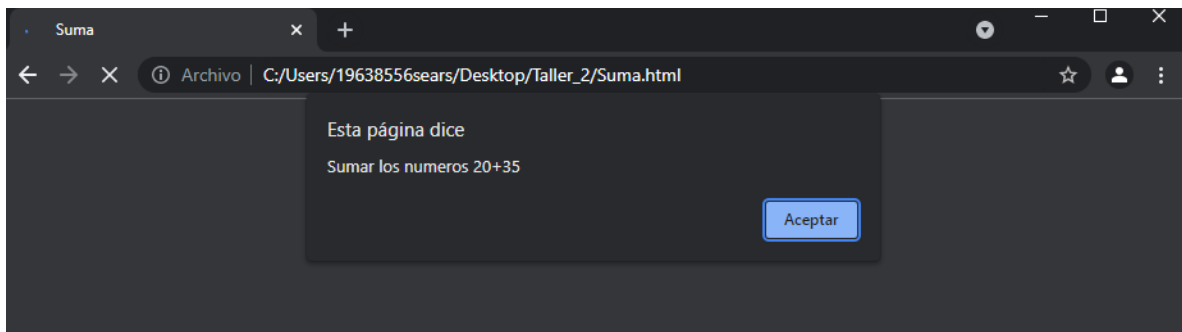 Suma
Archivo C:/Users/19638556sears/Desktop/Taller_2/Suma.html
Esta página dice
Sumar los numeros 20+35
Aceptar